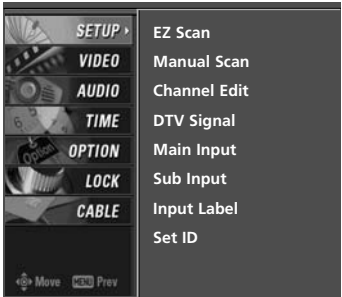 SETUP
VIDEO
AUDIO
TIME
OPTION
LOCK
CABLE
Move MENU Prev
EZ Scan
Manual Scan
Channel Edit
DTV Signal
Main Input
Sub Input
Input Label
Set ID